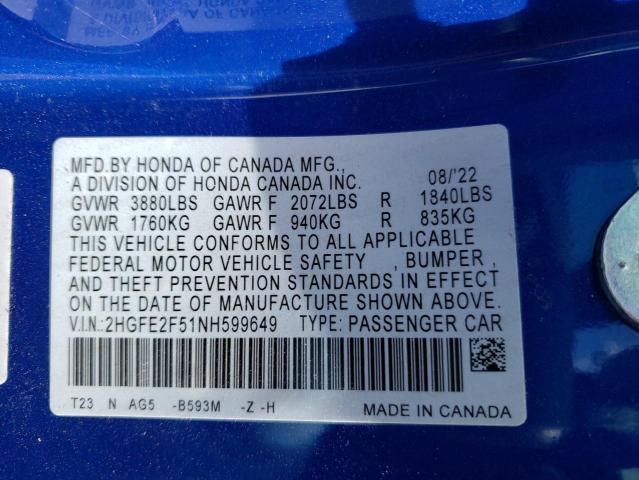 MFD.BY HONDA OF CANADA MFG.,
A DIVISION OF HONDA CANADA INC. 08/'22
GVWR 3880LBS GAWR F 2072LBS R 1840LBS
GVWR 1760KG GAWR F 940KG R 835KG
THIS VEHICLE CONFORMS TO ALL APPLICABLE
FEDERAL MOTOR VEHICLE SAFETY , BUMPER ,
AND THEFT PREVENTION STANDARDS IN EFFECT
ON THE DATE OF MANUFACTURE SHOWN ABOVE.
V.I.N.:2HGFE2F51NH599649 TYPE: PASSENGER CAR
T23 N AG5 -B593M -Z -H
MADE IN CANADA